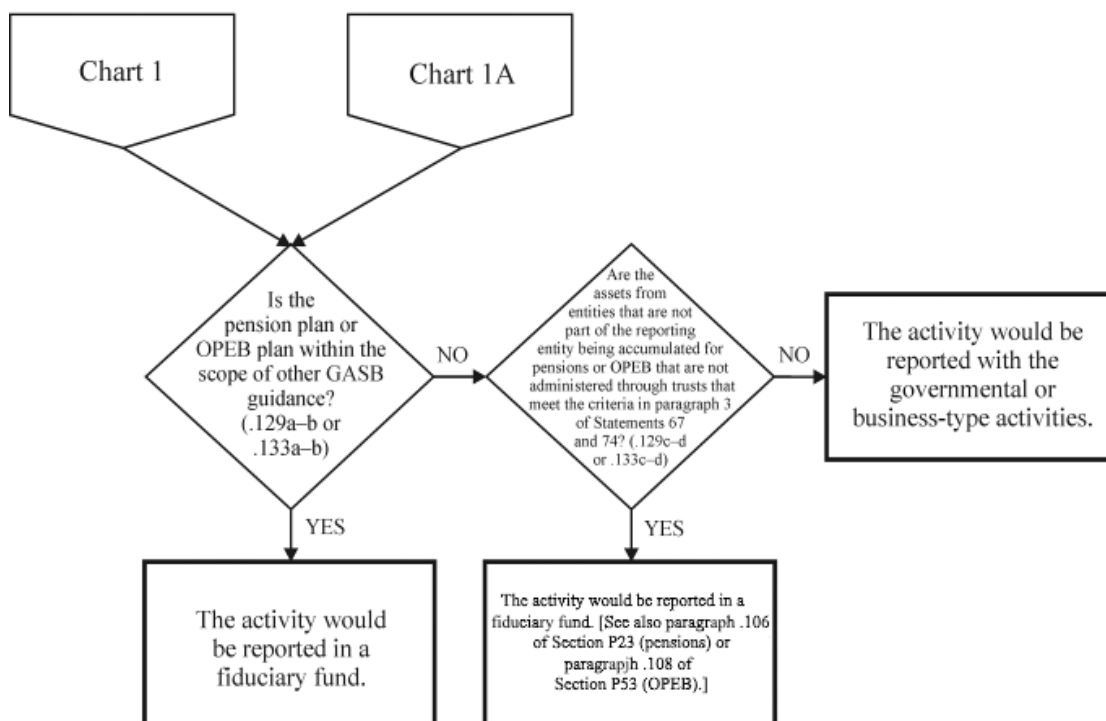 Chart 1
Chart 1A
Is the
pension plan or
OPEB plan within the
scope of other GASB
guidance?
(.129a–b or
.133a–b)
NO
Are the
assets from
entities that are not
part of the reporting
entity being accumulated for
pensions or OPEB that are not
administered through trusts that
meet the criteria in paragraph 3
of Statements 67
and 74? (.129c–d
or .133c–d)
NO
The activity would be
reported with the
governmental or
business-type activities.
YES
YES
The activity would
be reported in a
fiduciary fund.
The activity would be reported in a
fiduciary fund. [See also paragraph .106
of Section P23 (pensions) or
paragrapjh .108 of
Section P53 (OPEB).]